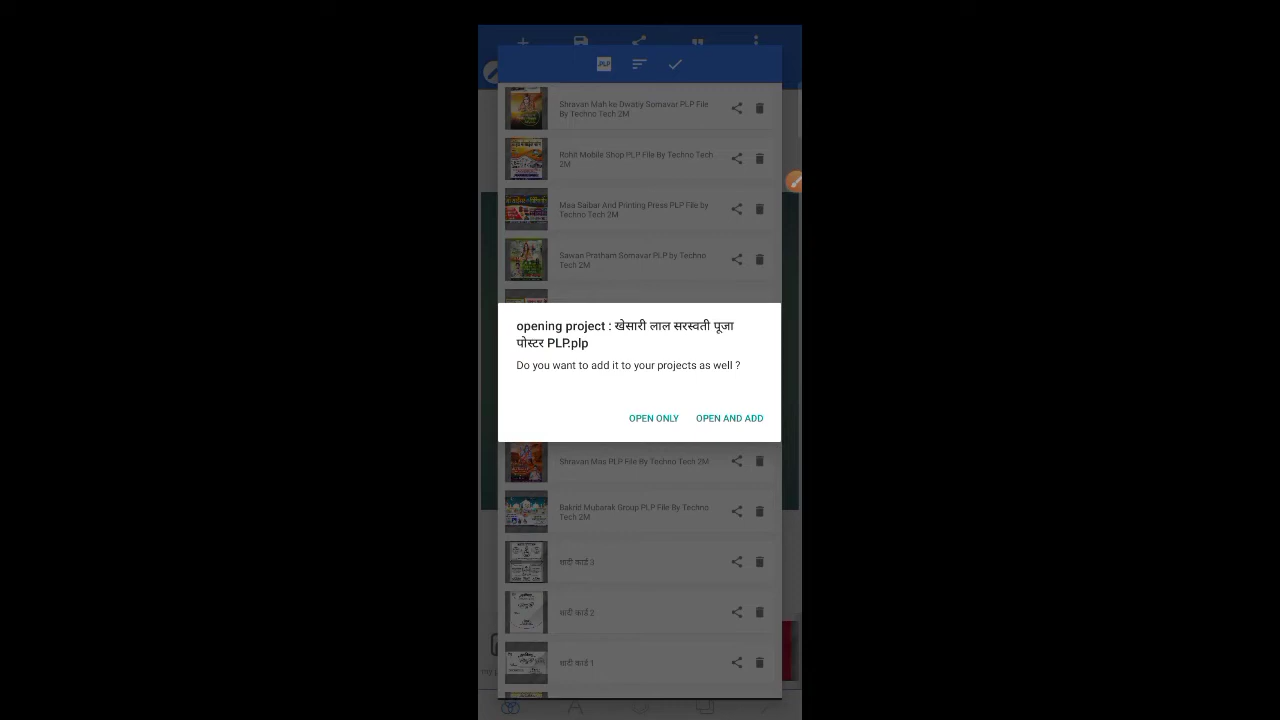 .PLP
Shravan Mah ke Dwatiy Somavar PLP File
By Techno Tech 2M
Rohit Mobile Shop PLP File By Techno Tech
2M
Maa Saibar And Printing Press PLP File by
Techno Tech 2M
Sawan Pratham Somavar PLP by Techno
Tech 2M
opening project : खेसारी लाल सरस्वती पूजा
पोस्टर PLP.plp
Do you want to add it to your projects as well ?
OPEN ONLY OPEN AND ADD
Shravan Mas PLP File By Techno Tech 2M
Bakrid Mubarak Group PLP File By Techno
Tech 2M
शादी कार्ड 3
शादी कार्ड 2
शादी कार्ड 1